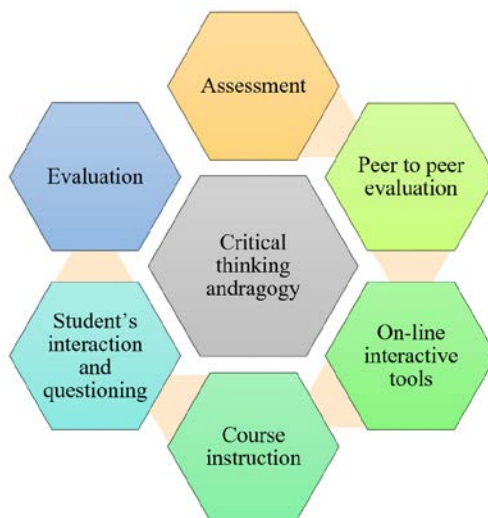 Assessment
Peer to peer
evaluation
On-line
interactive
tools
Course
instruction
Student’s
interaction
and
questioning
Evaluation
Critical
thinking
andragogy